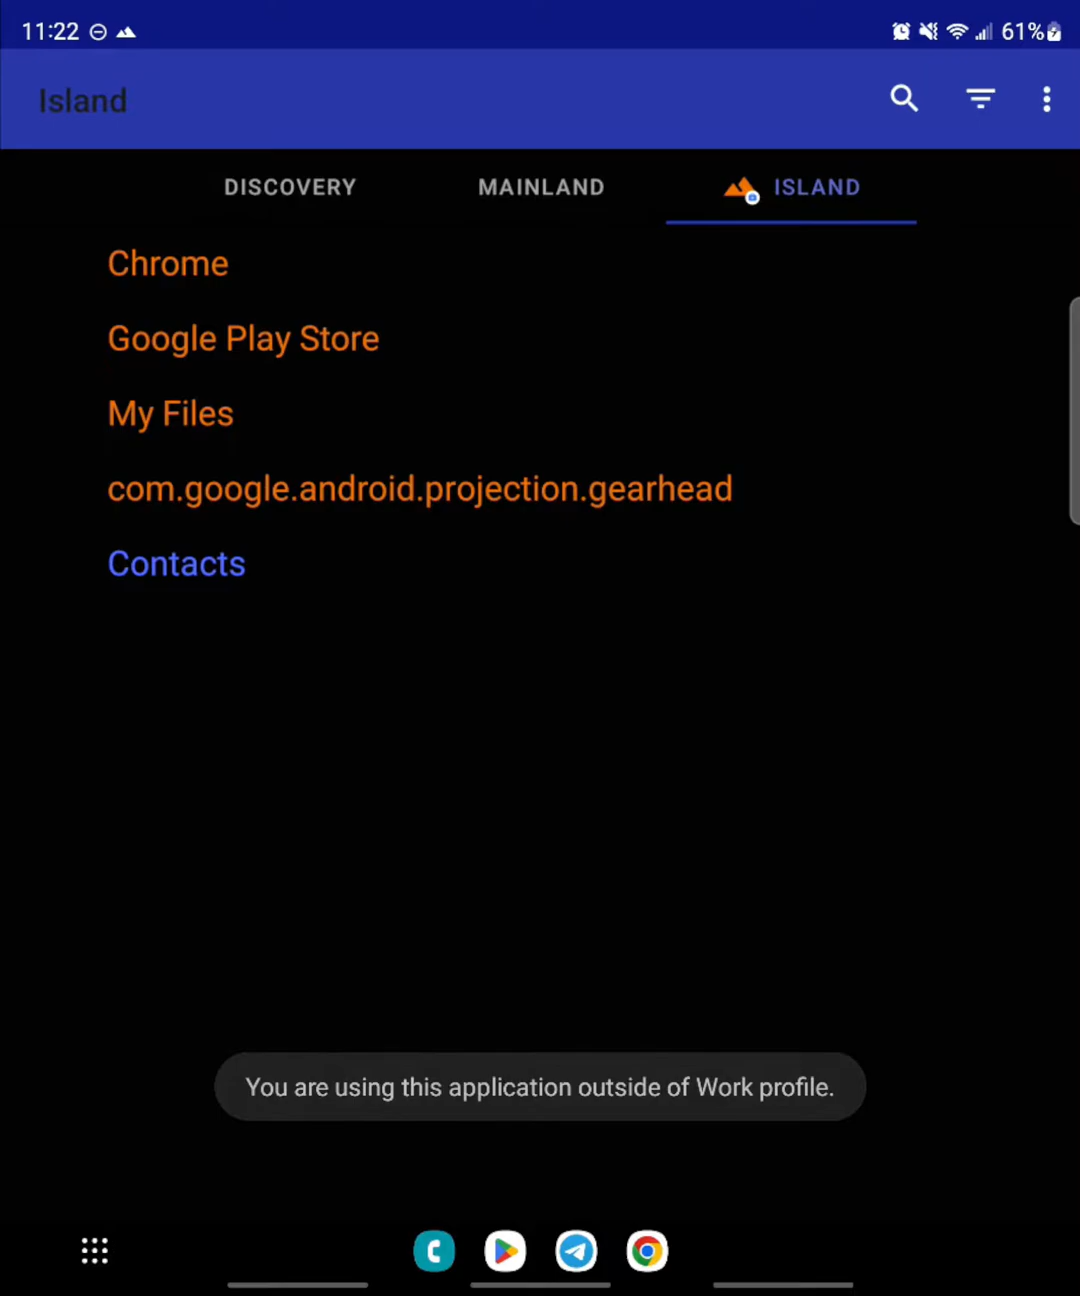 11:22
61%
Island
DISCOVERY
MAINLAND
ISLAND
Chrome
Google Play Store
My Files
com.google.android.projection.gearhead
Contacts
You are using this application outside of Work profile.